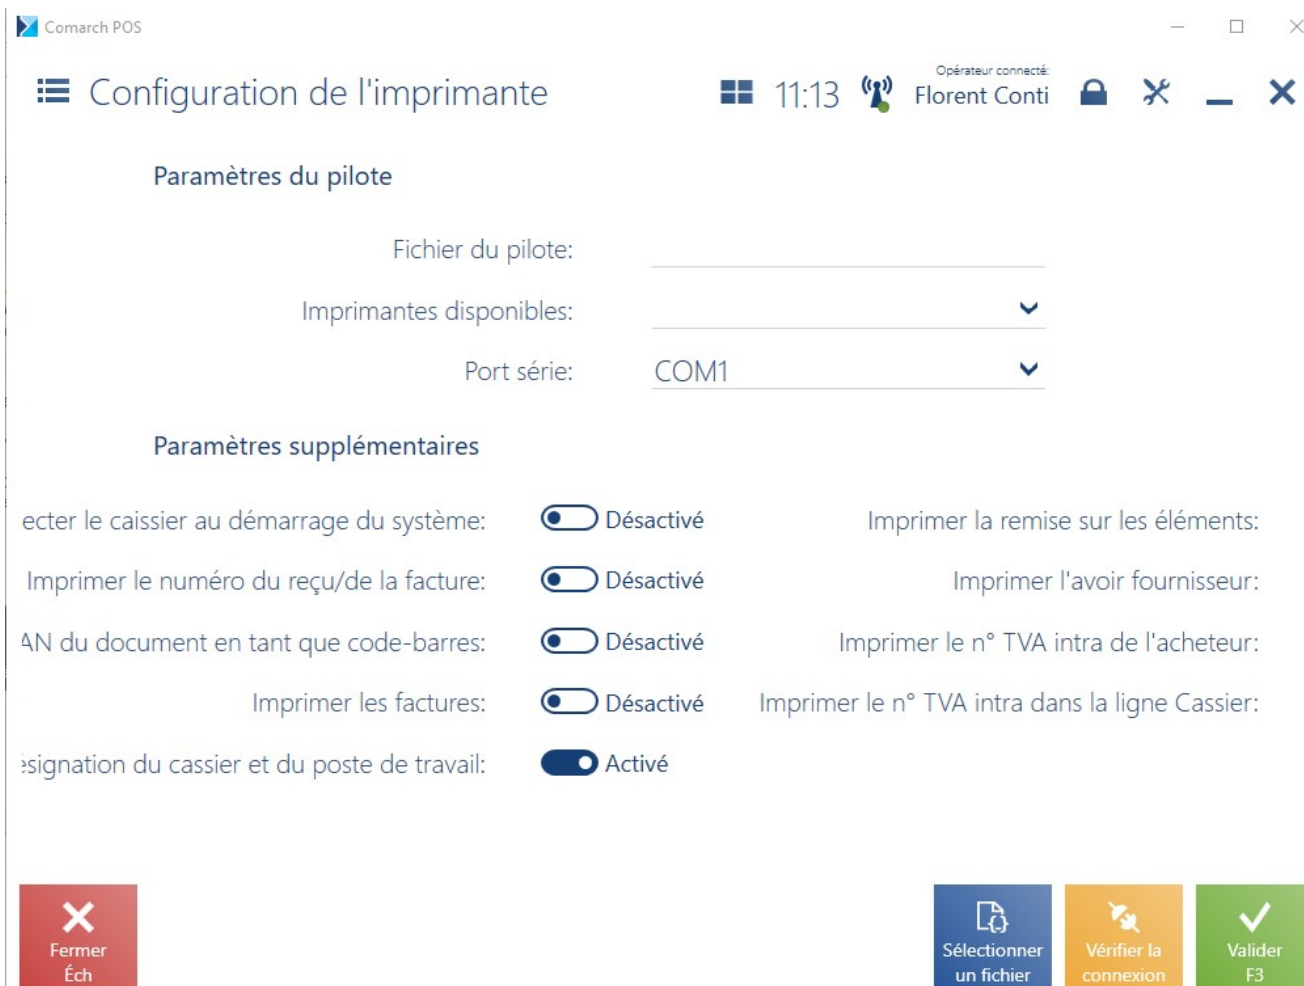 Comarch POS
Configuration de l'imprimante
11:13
Opérateur connecté:
Florent Conti
Paramètres du pilote
Fichier du pilote:
Imprimantes disponibles:
Port série: COM1
Paramètres supplémentaires
ecter le caissier au démarrage du système: Désactivé Imprimer la remise sur les éléments:
Imprimer le numéro du reçu/de la facture: Désactivé Imprimer l'avoir fournisseur:
AN du document en tant que code-barres: Désactivé Imprimer le n° TVA intra de l'acheteur:
Imprimer les factures: Désactivé Imprimer le n° TVA intra dans la ligne Cassier:
ésignation du cassier et du poste de travail: Activé
Fermer
Éch
Sélectionner
un fichier
Vérifier la
connexion
Valider
F3